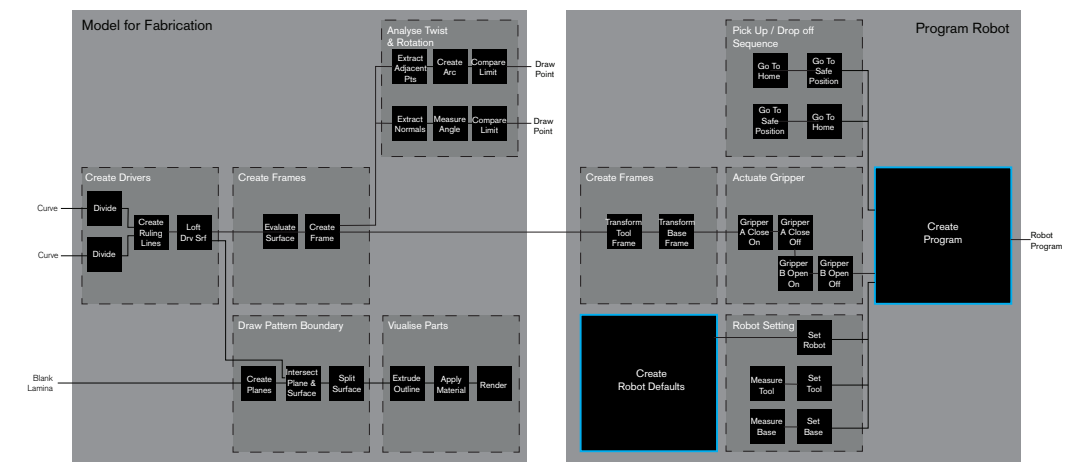 Model for Fabrication
Analyse Twist
& Rotation
Extract
Adjacent
Pts
Create
Arc
Compare
Limit
Draw
Point
Extract
Normals
Measure
Angle
Compare
Limit
Draw
Point
Create Drivers
Curve
Divide
Curve
Divide
Create
Ruling
Lines
Loft
Drv Srf
Create Frames
Evaluate
Surface
Create
Frame
Draw Pattern Boundary
Blank
Lamina
Create
Planes
Intersect
Plane &
Surface
Split
Surface
Viualise Parts
Extrude
Outline
Apply
Material
Render
Program Robot
Pick Up / Drop off
Sequence
Go To
Home
Go To
Safe
Position
Go To
Safe
Position
Go To
Home
Create Frames
Transform
Tool
Frame
Transform
Base
Frame
Actuate Gripper
Gripper
A Close
On
Gripper
A Close
Off
Gripper
B Open
On
Gripper
B Open
Off
Create
Program
Robot
Program
Create
Robot Defaults
Robot Setting
Set
Robot
Measure
Tool
Set
Tool
Measure
Base
Set
Base